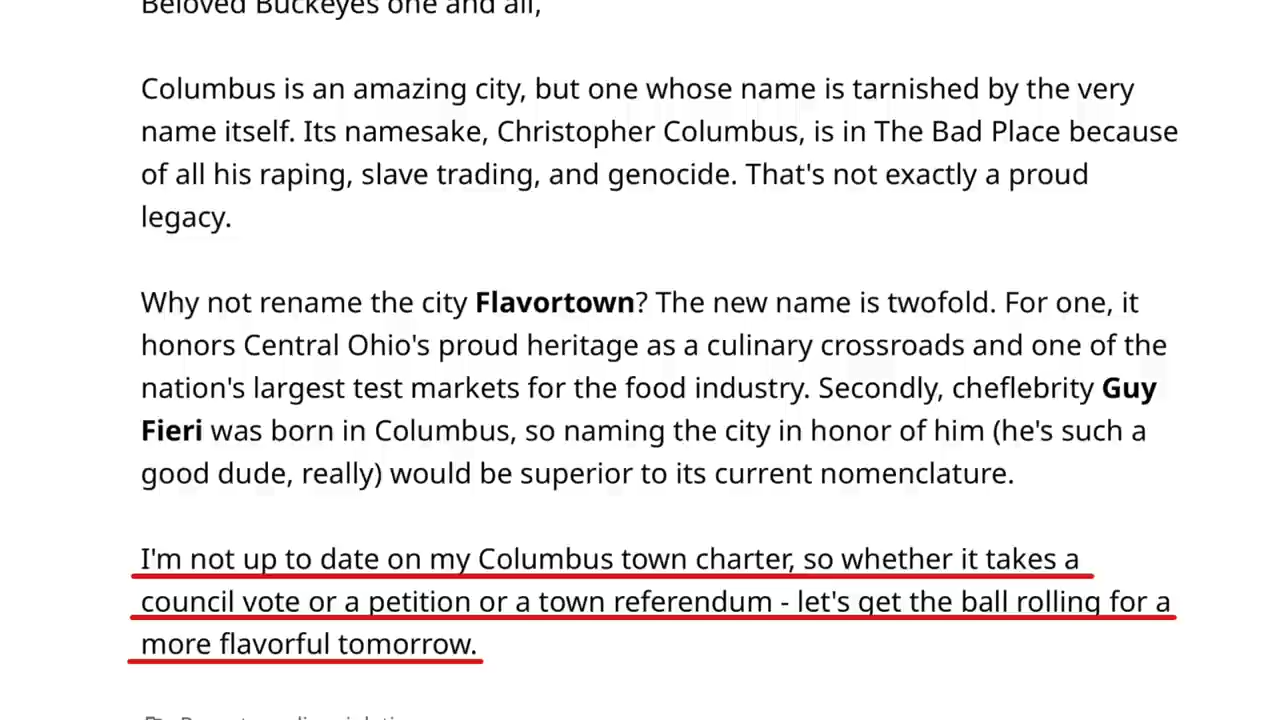 Beloved Buckeyes one and all,
Columbus is an amazing city, but one whose name is tarnished by the very
name itself. Its namesake, Christopher Columbus, is in The Bad Place because
of all his raping, slave trading, and genocide. That's not exactly a proud
legacy.
Why not rename the city Flavortown? The new name is twofold. For one, it
honors Central Ohio's proud heritage as a culinary crossroads and one of the
nation's largest test markets for the food industry. Secondly, cheflebrity Guy
Fieri was born in Columbus, so naming the city in honor of him (he's such a
good dude, really) would be superior to its current nomenclature.
I'm not up to date on my Columbus town charter, so whether it takes a
council vote or a petition or a town referendum - let's get the ball rolling for a
more flavorful tomorrow.